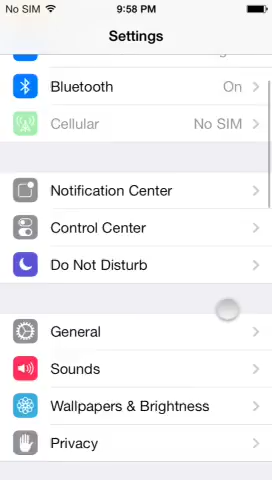 No SIM 9:58 PM
Settings
Bluetooth On
Cellular No SIM
Notification Center
Control Center
Do Not Disturb
General
Sounds
Wallpapers & Brightness
Privacy